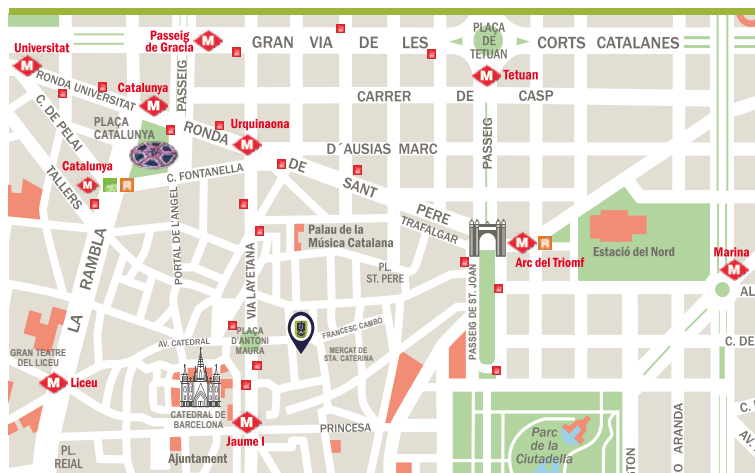 Universitat
Passeig
de Gracia
GRAN VIA DE LES
PLAÇA
DE
TETUAN
CORTS CATALANES
M
M
M
Tetuan
RONDA UNIVERSITAT
Catalunya
M
PASSEIG
CARRER DE CASP
C. DE PELAI
PLAÇA
CATALUNYA
RONDA
Urquinaona
M
D´AUSIAS MARC
PASSEIG
Catalunya
M
C. FONTANELLA
DE
SANT
PERE
TALLERS
PORTAL DE L'ANGEL
TRAFALGAR
Palau de la
Música Catalana
M
Arc del Triomf
Estació del Nord
Marina
M
LA RAMBLA
VIA LAYETANA
PL.
ST. PERE
PASSEIG DE ST. JOAN
AL
FRANCESC CAMBÓ
PLAÇA
D'ANTONI
MAURA
AV. CATEDRAL
C. DE
GRAN TEATRE
DEL LICEU
MERCAT DE
STA. CATERINA
M
Liceu
CATEDRAL DE
BARCELONA
M
Jaume I
PRINCESA
Parc
de la
Ciutadella
C.
AV.
PL.
REIAL
Ajuntament
NGTON
O ARANDA